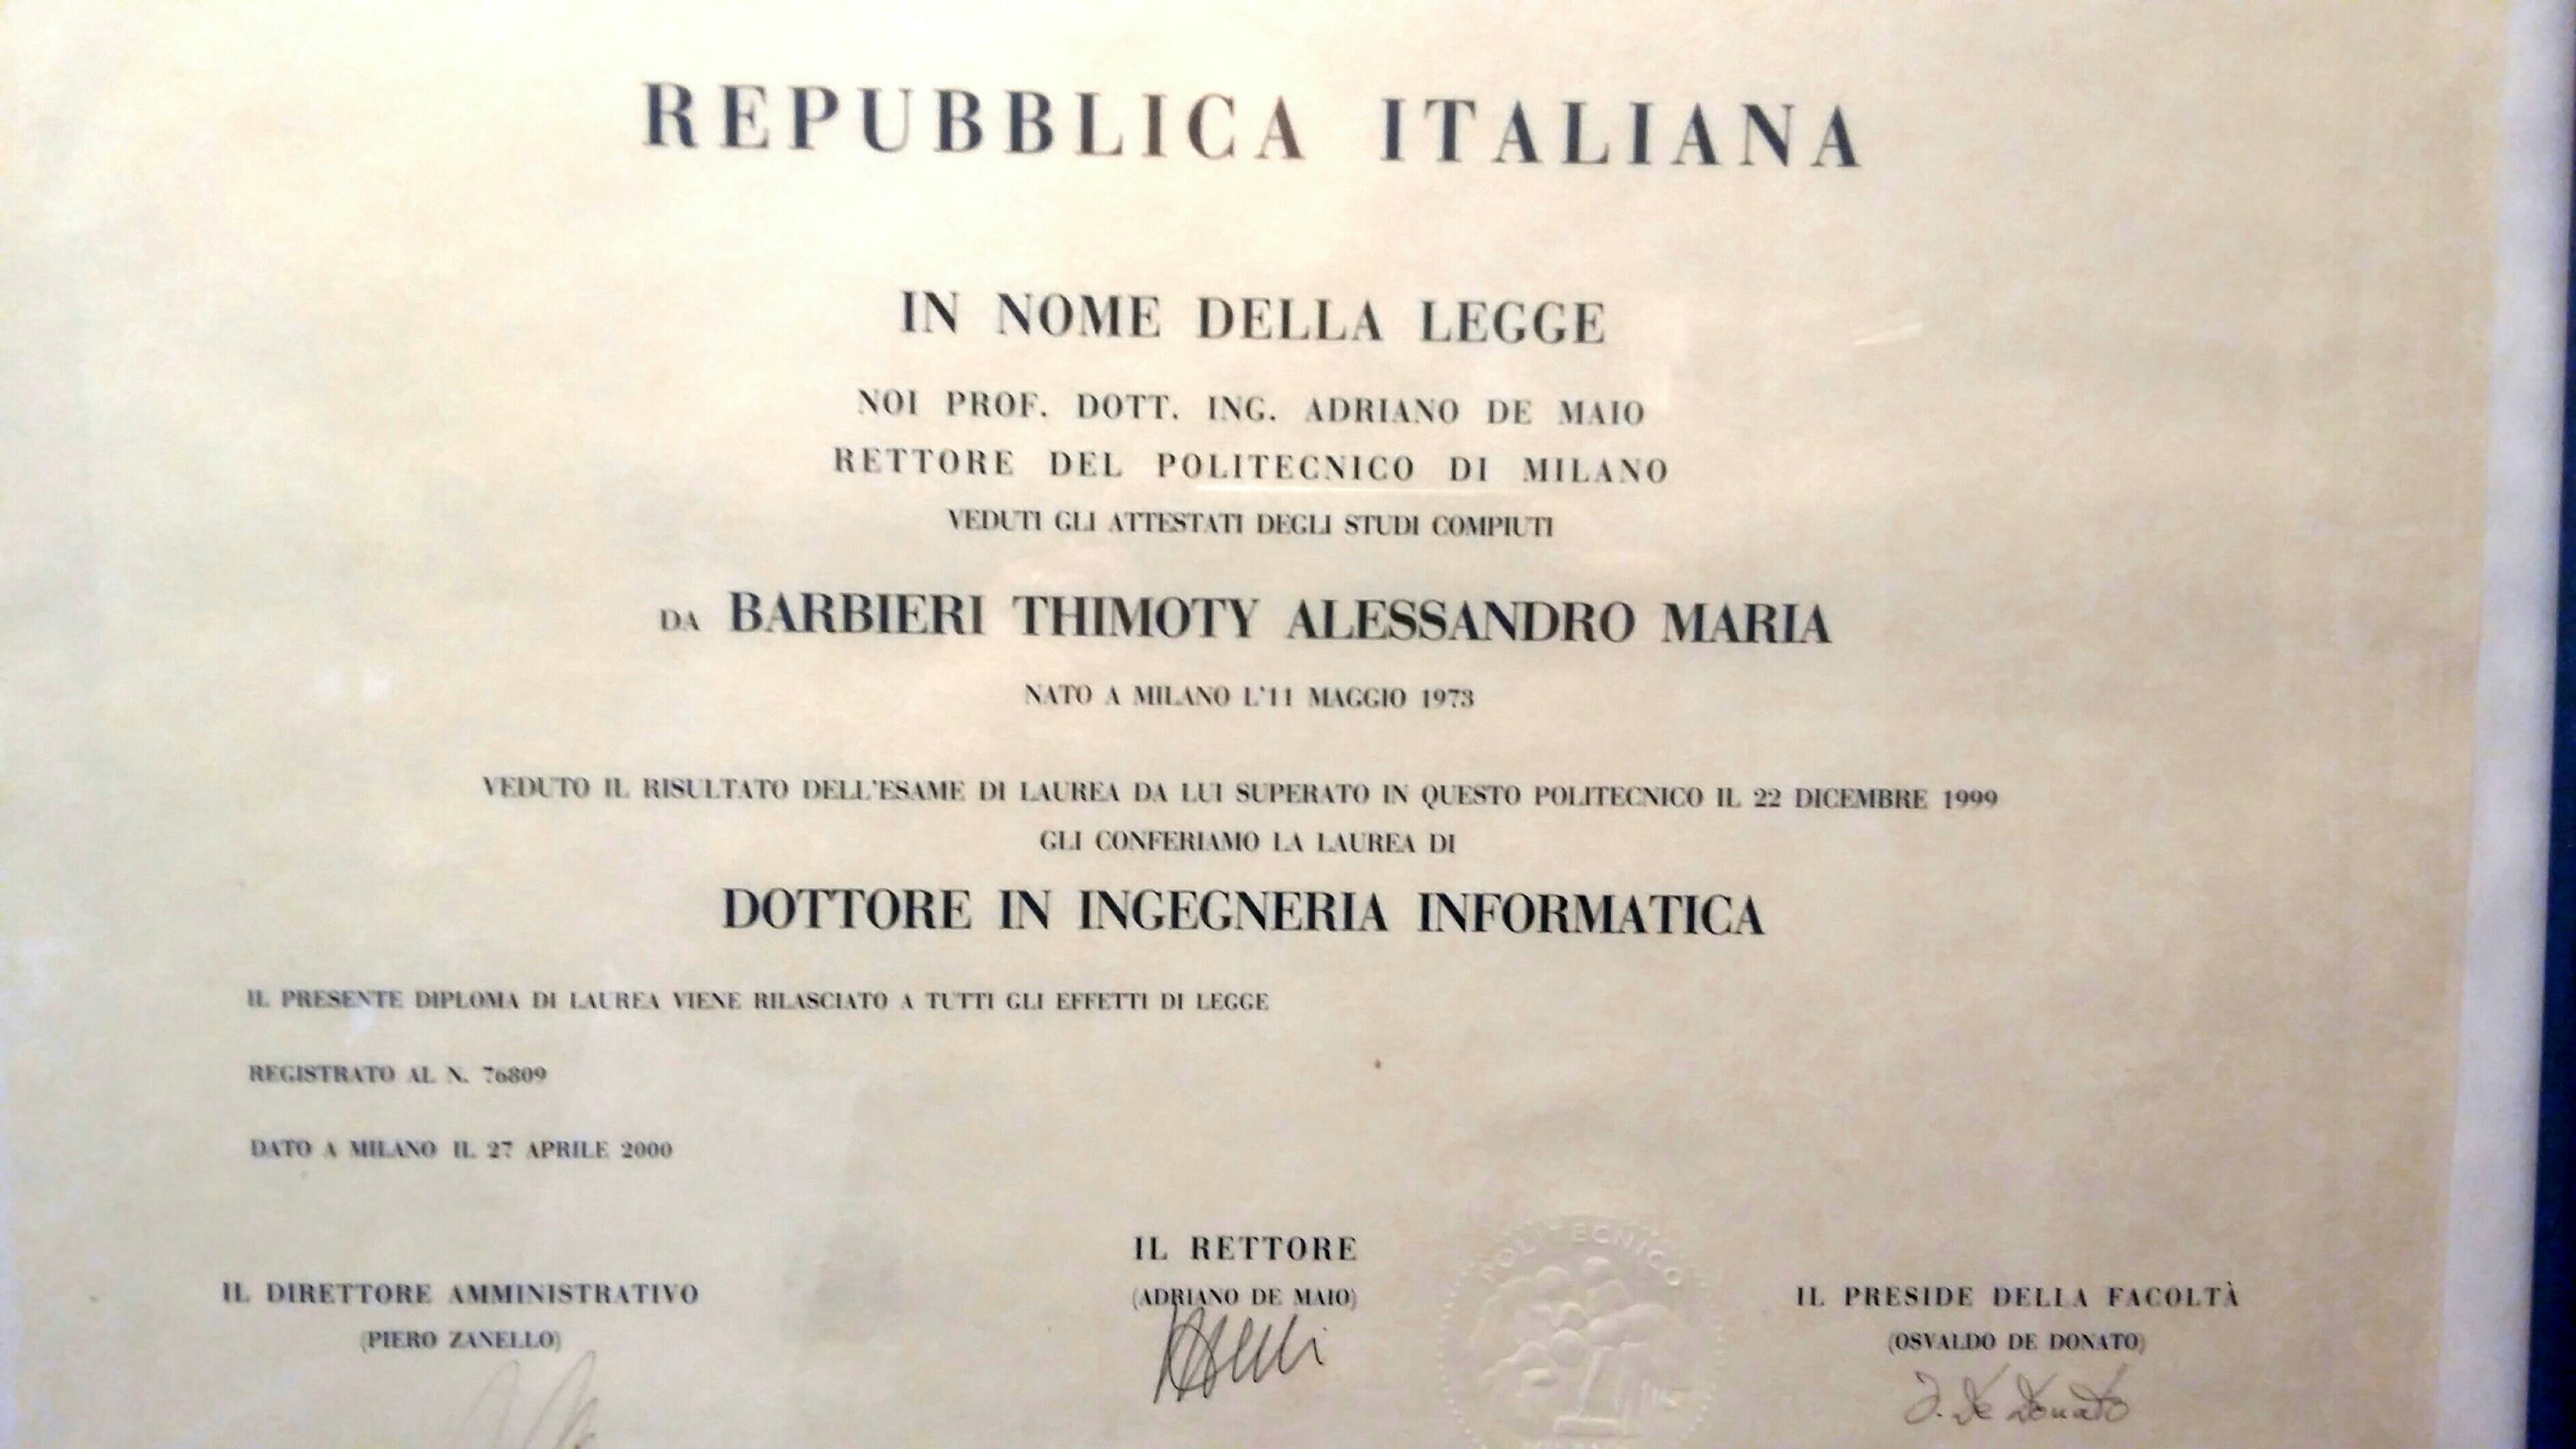 REPUBBLICA ITALIANA
IN NOME DELLA LEGGE
NOI PROF. DOTT. ING. ADRIANO DE MAIO
RETTORE DEL POLITECNICO DI MILANO
VEDUTI GLI ATTESTATI DEGLI STUDI COMPIUTI
DA BARBIERI THIMOTY ALESSANDRO MARIA
NATO A MILANO L'11 MAGGIO 1973
VEDUTO IL RISULTATO DELL'ESAME DI LAUREA DA LUI SUPERATO IN QUESTO POLITECNICO IL 22 DICEMBRE 1999
GLI CONFERIAMO LA LAUREA DI
DOTTORE IN INGEGNERIA INFORMATICA
IL PRESENTE DIPLOMA DI LAUREA VIENE RILASCIATO A TUTTI GLI EFFETTI DI LEGGE
REGISTRATO AL N. 76809
DATO A MILANO IL 27 APRILE 2000
IL DIRETTORE AMMINISTRATIVO
(PIERO ZANELLO)
IL RETTORE
(ADRIANO DE MAIO)
POLITECNICO
IL PRESIDE DELLA FACOLTÀ
(OSVALDO DE DONATO)
De Donato